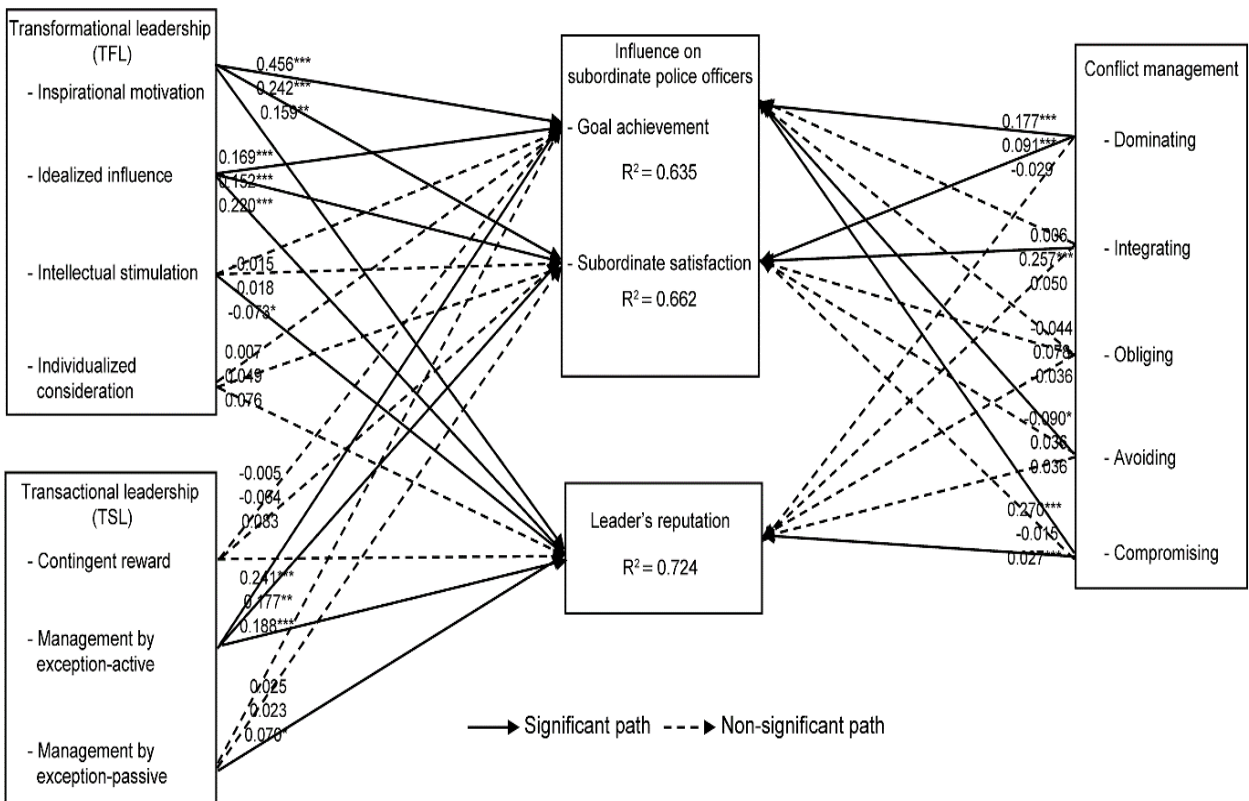 Transformational leadership
(TFL)
- Inspirational motivation
- Idealized influence
- Intellectual stimulation
- Individualized
consideration
0.456***
0.242***
0.159**
0.169***
0.152***
0.220***
-0.015
0.018
-0.073*
0.007
0.049
0.076
Transactional leadership
(TSL)
- Contingent reward
- Management by
exception-active
- Management by
exception-passive
-0.005
-0.064
0.083
0.241***
0.177**
0.188***
0.025
0.023
0.070*
Influence on
subordinate police officers
- Goal achievement
R² = 0.635
- Subordinate satisfaction
R² = 0.662
Leader's reputation
R² = 0.724
Conflict management
- Dominating
- Integrating
- Obliging
- Avoiding
- Compromising
0.177***
0.091***
-0.029
0.006
0.257***
0.050
-0.044
0.078
0.036
-0.090*
0.036
0.036
0.270***
-0.015
0.027***
Significant path
Non-significant path